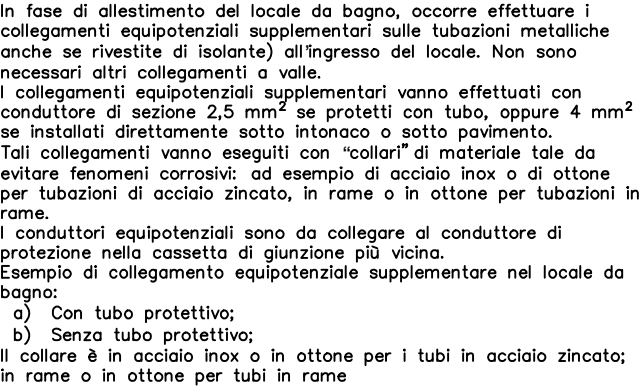 In fase di allestimento del locale da bagno, occorre effettuare i
collegamenti equipotenziali supplementari sulle tubazioni metalliche
anche se rivestite di isolante) all'ingresso del locale. Non sono
necessari altri collegamenti a valle.
I collegamenti equipotenziali supplementari vanno effettuati con
conduttore di sezione 2,5 mm² se protetti con tubo, oppure 4 mm²
se installati direttamente sotto intonaco o sotto pavimento.
Tali collegamenti vanno eseguiti con “collari” di materiale tale da
evitare fenomeni corrosivi: ad esempio di acciaio inox o di ottone
per tubazioni di acciaio zincato, in rame o in ottone per tubazioni in
rame.
I conduttori equipotenziali sono da collegare al conduttore di
protezione nella cassetta di giunzione più vicina.
Esempio di collegamento equipotenziale supplementare nel locale da
bagno:
a) Con tubo protettivo;
b) Senza tubo protettivo;
Il collare è in acciaio inox o in ottone per i tubi in acciaio zincato;
in rame o in ottone per tubi in rame